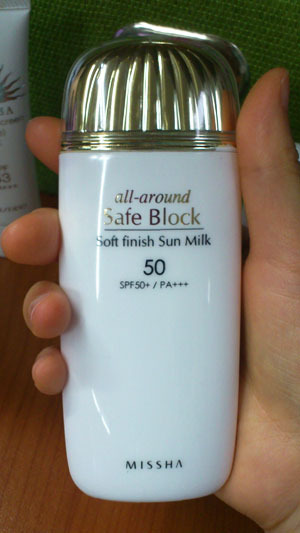 all-around
Safe Block
Soft finish Sun Milk
50
SPF50+ / PA+++
MISSHA